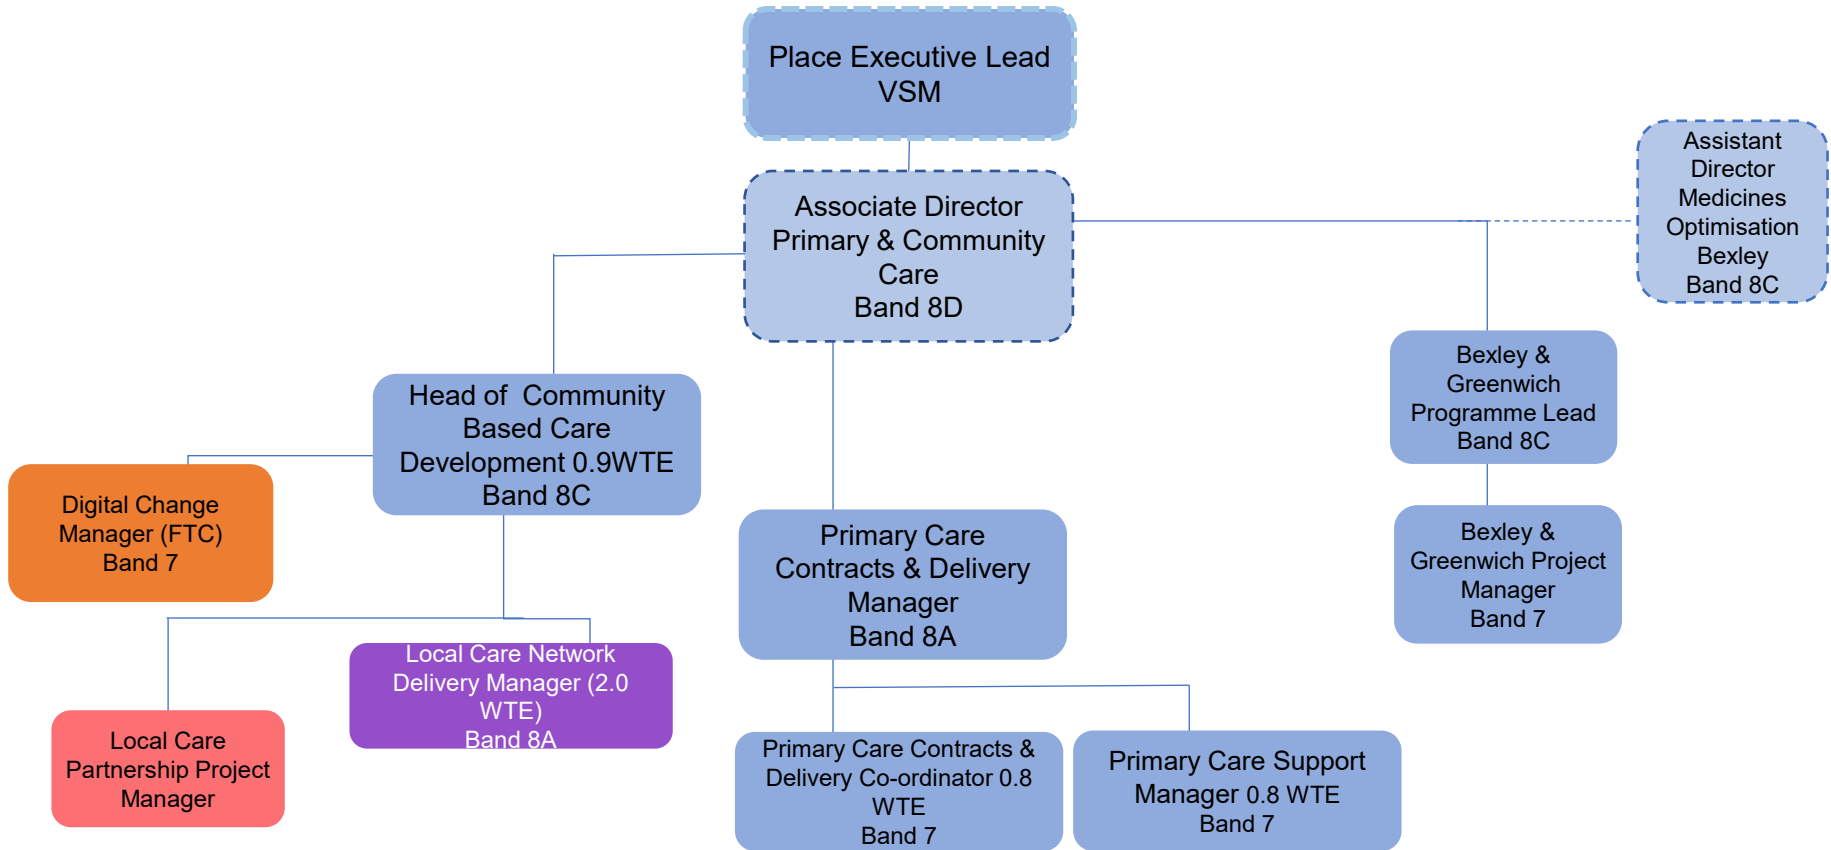 Place Executive Lead
VSM
Associate Director
Primary & Community
Care
Band 8D
Assistant
Director
Medicines
Optimisation
Bexley
Band 8C
Head of  Community
Based Care
Development 0.9WTE
Band 8C
Bexley &
Greenwich
Programme Lead
Band 8C
Digital Change
Manager (FTC)
Band 7
Primary Care
Contracts & Delivery
Manager
Band 8A
Bexley &
Greenwich Project
Manager
Band 7
Local Care Network
Delivery Manager (2.0
WTE)
Band 8A
Local Care
Partnership Project
Manager
Primary Care Contracts &
Delivery Co-ordinator 0.8
WTE
Band 7
Primary Care Support
Manager 0.8 WTE
Band 7